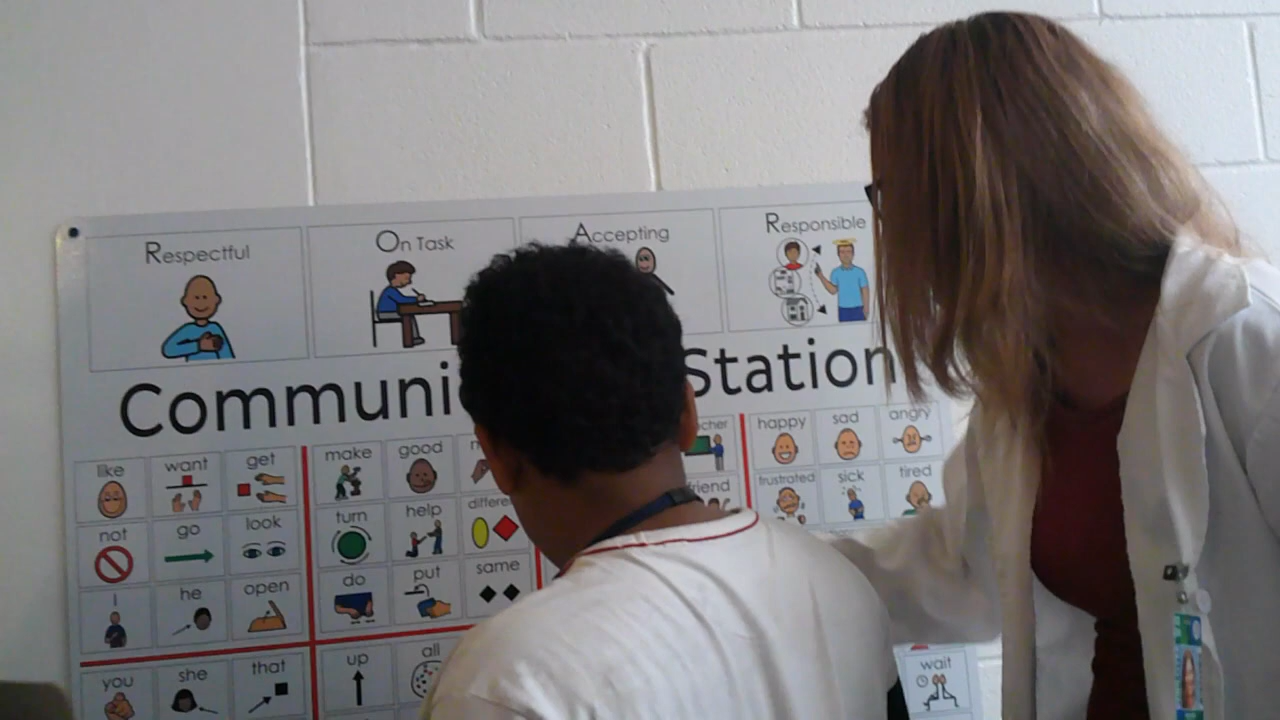 Respectful On Task Accepting Responsible
Communi Station
like want get make good happy sad angry
not go look turn help friend frustrated sick tired
I he open do put same
you she that up all
wait